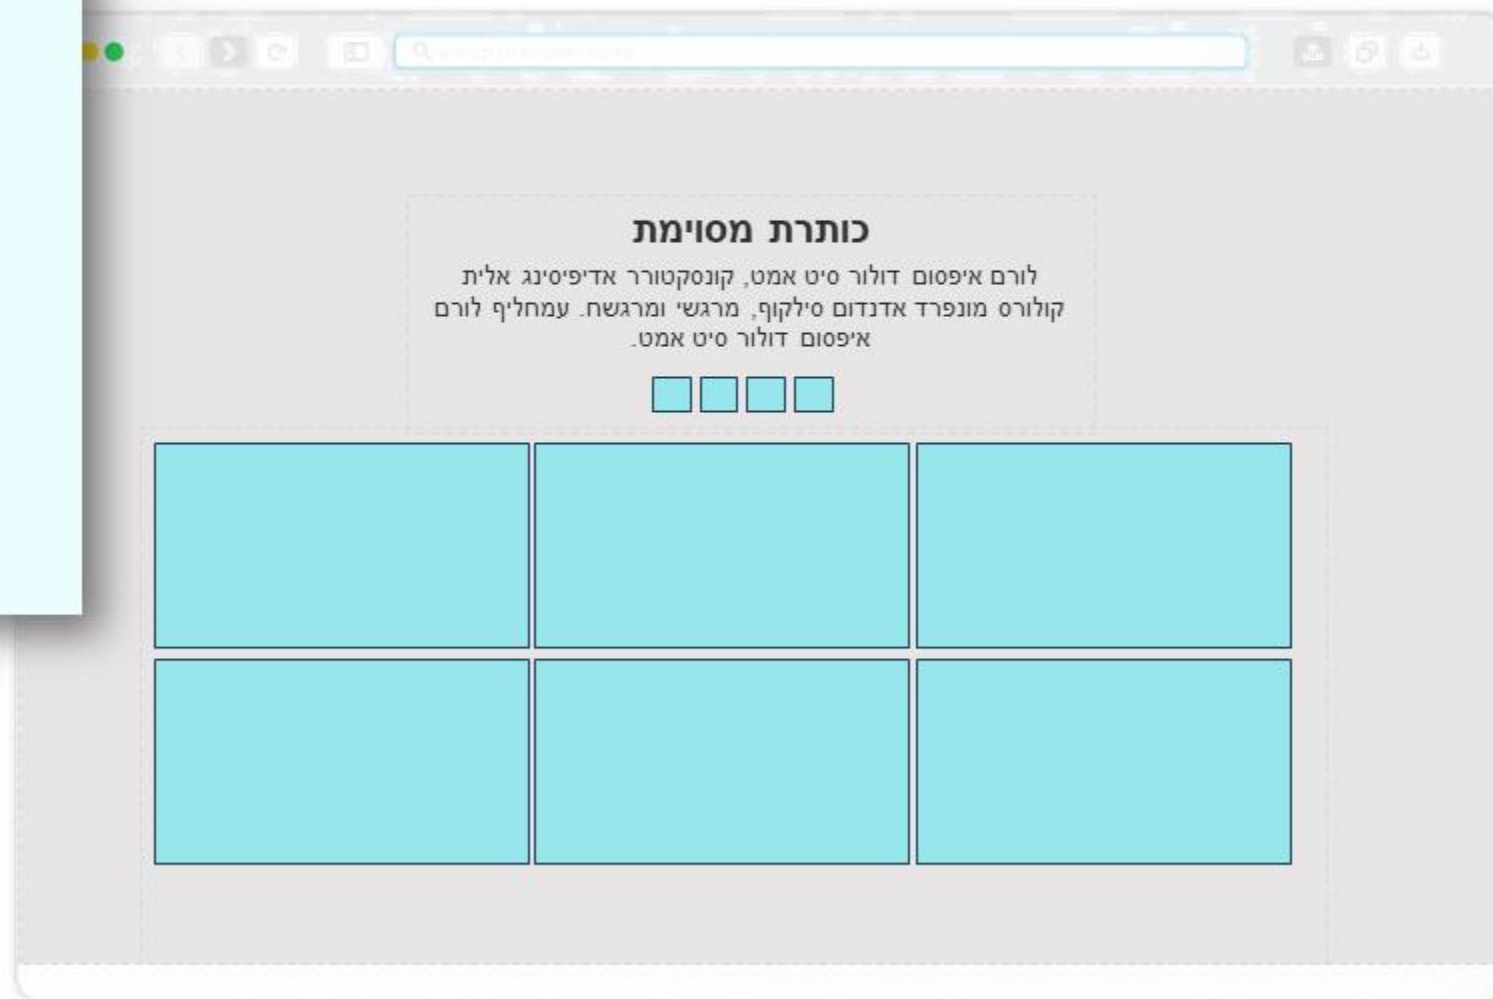 כותרת מסוימת
לורם איפסום דולור סיט אמט, קונסקטורר אדיפיסינג אלית
קולורס מונפרד אדנדום סילקוף, מרגשי ומרגשח. עמחליף לורם
איפסום דולור סיט אמט.